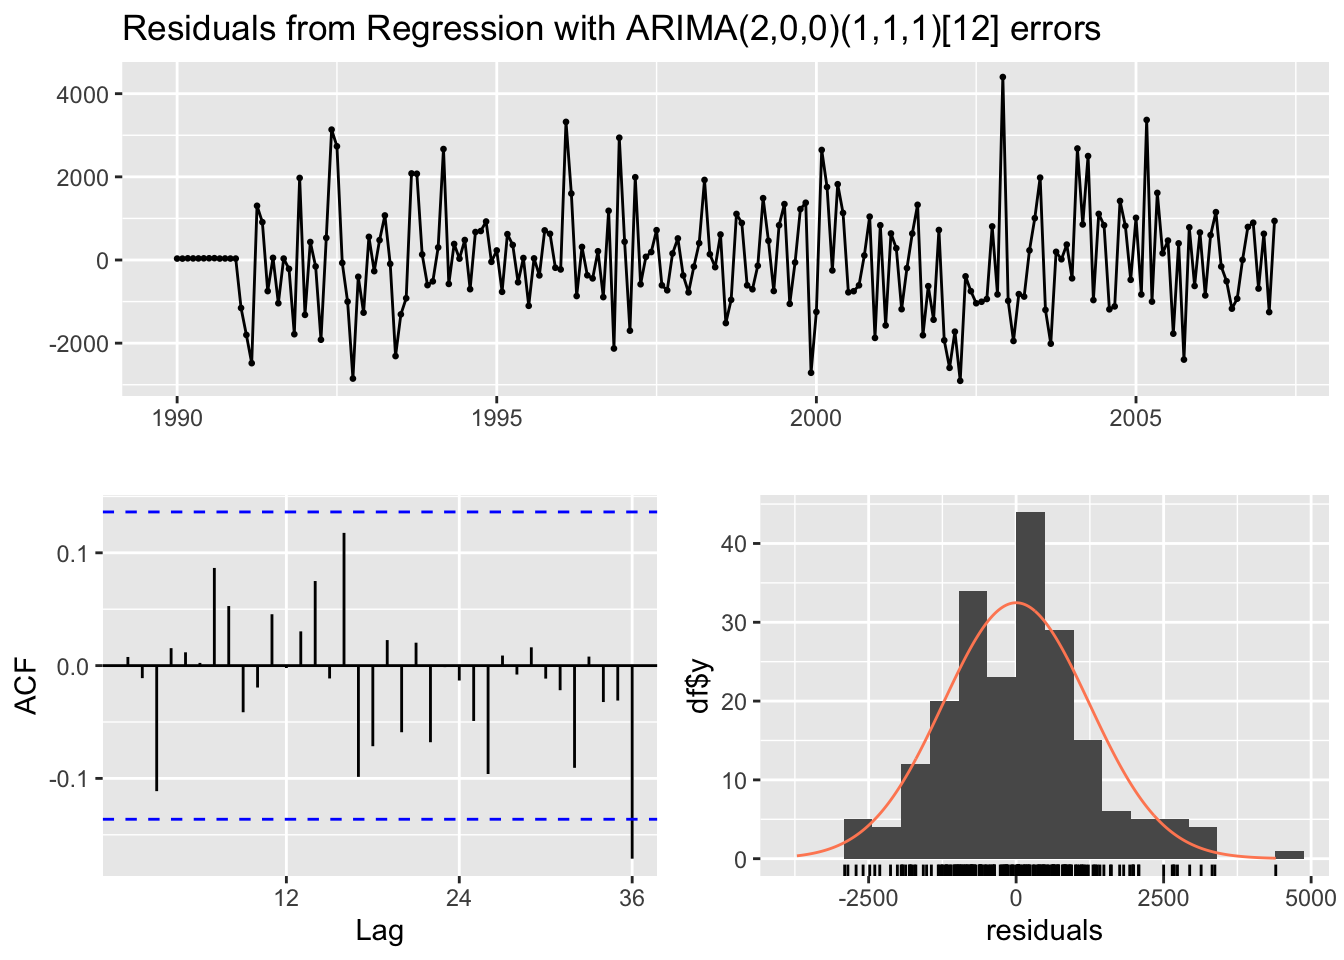 Residuals from Regression with ARIMA(2,0,0)(1,1,1)[12] errors
4000
2000
0
-2000
1990 1995 2000 2005
ACF
0.1
0.0
-0.1
12 24 36
Lag
df$y
40
30
20
10
0
-2500 0 2500 5000
residuals